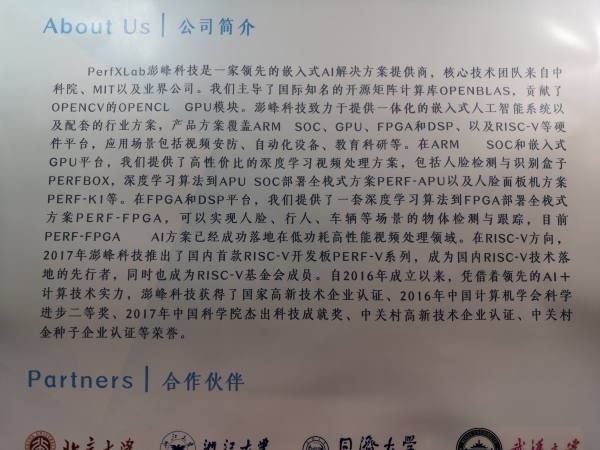 About Us | 公司简介
PerfXLab澎峰科技是一家领先的嵌入式AI解决方案提供商，核心技术团队来自中
科院、MIT以及业界公司。我们主导了国际知名的开源矩阵计算库OPENBLAS，贡献了
OPENCV的OPENCL GPU模块。澎峰科技致力于提供一体化的嵌入式人工智能系统以
及配套的行业方案，产品方案覆盖ARM SOC、GPU、FPGA和DSP、以及RISC-V等硬
件平台，应用场景包括视频安防、自动化设备、教育科研等。在ARM SOC和嵌入式
GPU平台，我们提供了高性价比的深度学习视频处理方案，包括人脸检测与识别盒子
PERFBOX，深度学习算法到APU SOC部署全栈式方案PERF-APU以及人脸面板机方案
PERF-K1等。在FPGA和DSP平台，我们提供了一套深度学习算法到FPGA部署全栈式
方案PERF-FPGA，可以实现人脸、行人、车辆等场景的物体检测与跟踪，目前
PERF-FPGA AI方案已经成功落地在低功耗高性能视频处理领域。在RISC-V方向，
2017年澎峰科技推出了国内首款RISC-V开发板PERF-V系列，成为国内RISC-V技术落
地的先行者，同时也成为RISC-V基金会成员。自2016年成立以来，凭借着领先的AI+
计算技术实力，澎峰科技获得了国家高新技术企业认证、2016年中国计算机学会科学
进步二等奖、2017年中国科学院杰出科技成就奖、中关村高新技术企业认证、中关村
金种子企业认证等荣誉。
Partners | 合作伙伴
北京大学 浙江大学 同济大学 武汉大学